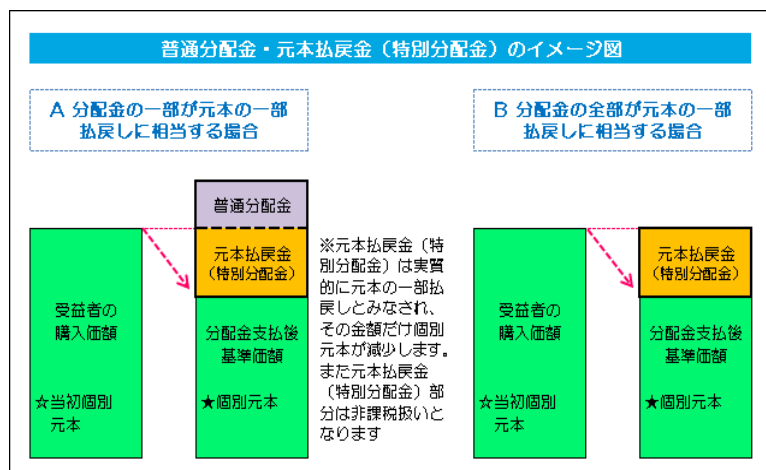 普通分配金・元本払戻金（特別分配金）のイメージ図
A 分配金の一部が元本の一部
払戻しに相当する場合
B 分配金の全部が元本の一部
払戻しに相当する場合
普通分配金
元本払戻金
（特別分配金）
受益者の
購入価額
☆当初個別
元本
分配金支払後
基準価額
★個別元本
※元本払戻金（特
別分配金）は実質
的に元本の一部払
戻しとみなされ、
その金額だけ個別
元本が減少します。
また元本払戻金
（特別分配金）部
分は非課税扱いと
なります
受益者の
購入価額
☆当初個別
元本
元本払戻金
（特別分配金）
分配金支払後
基準価額
★個別元本